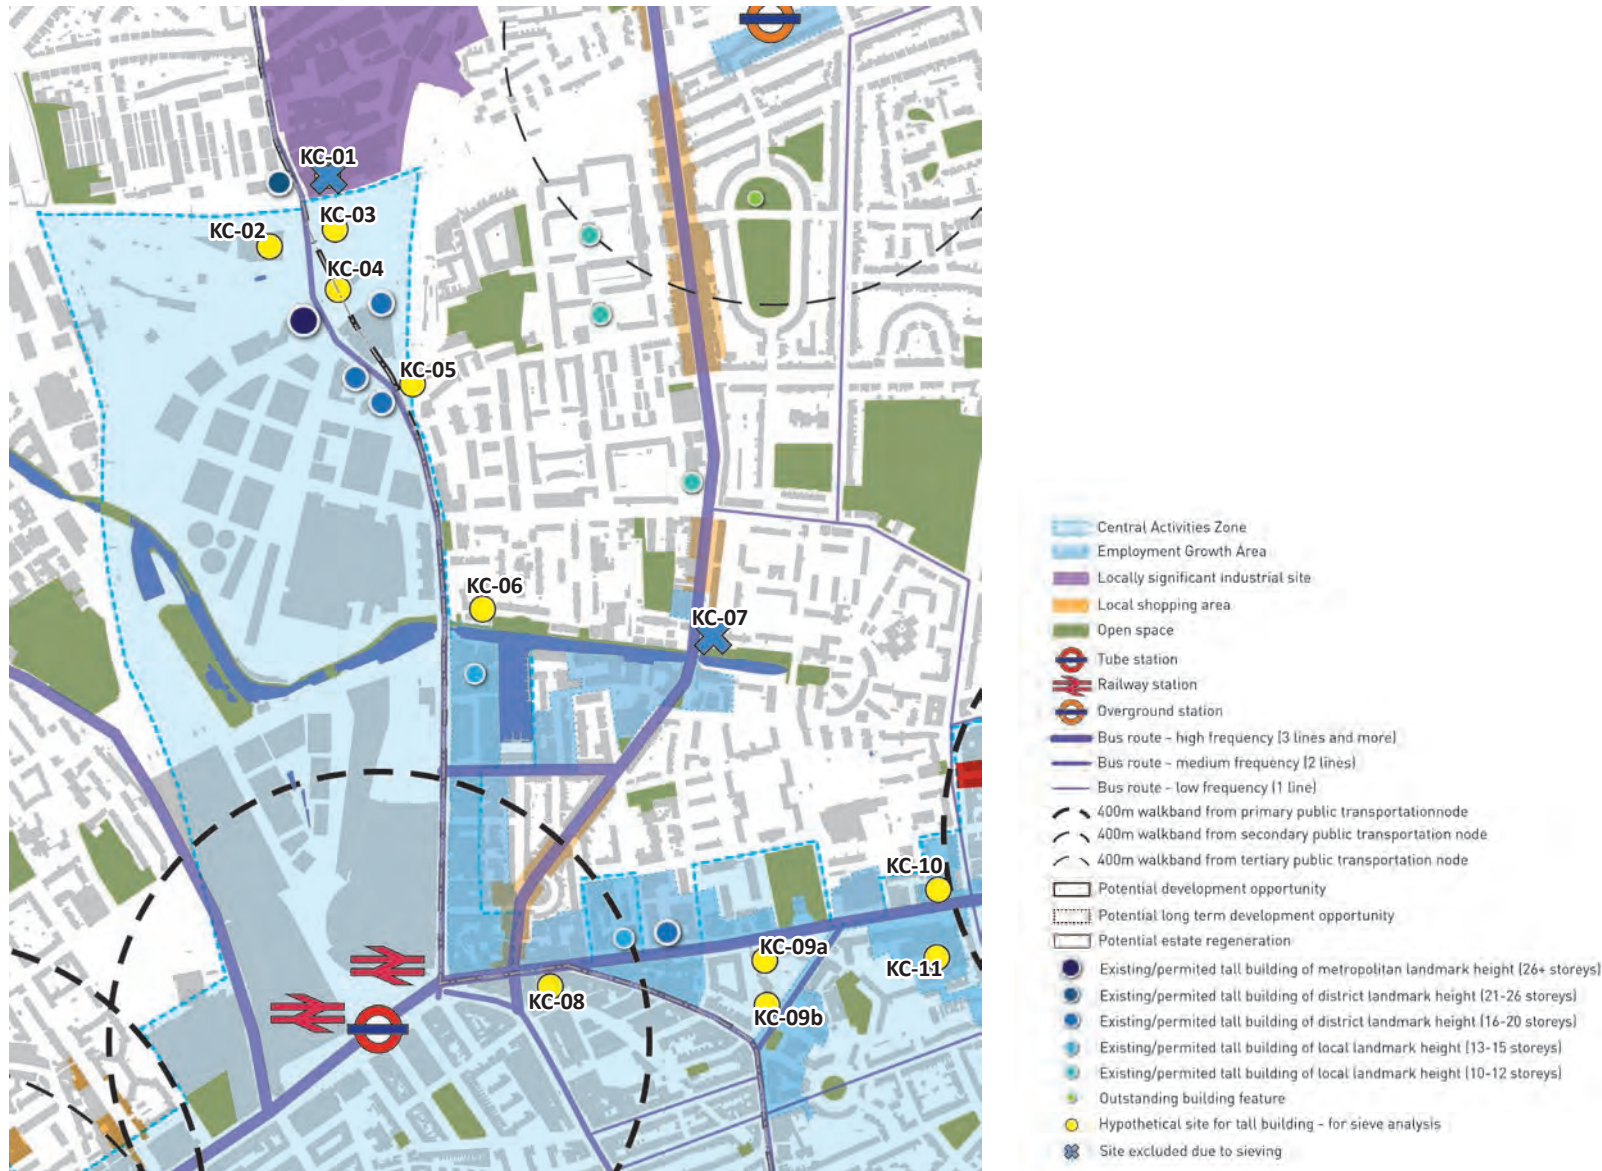 KC-01
KC-03
KC-02
KC-04
KC-05
KC-06
KC-07
KC-10
KC-09a
KC-11
KC-08
KC-09b
Central Activities Zone
Employment Growth Area
Locally significant industrial site
Local shopping area
Open space
Tube station
Railway station
Overground station
Bus route - high frequency (3 lines and more)
Bus route - medium frequency (2 lines)
Bus route - low frequency (1 line)
400m walkband from primary public transportationnode
400m walkband from secondary public transportation node
400m walkband from tertiary public transportation node
Potential development opportunity
Potential long term development opportunity
Potential estate regeneration
Existing/permitted tall building of metropolitan landmark height (26+ storeys)
Existing/permitted tall building of district landmark height (21-26 storeys)
Existing/permitted tall building of district landmark height (16-20 storeys)
Existing/permitted tall building of local landmark height (13-15 storeys)
Existing/permitted tall building of local landmark height (10-12 storeys)
Outstanding building feature
Hypothetical site for tall building - for sieve analysis
Site excluded due to sieving